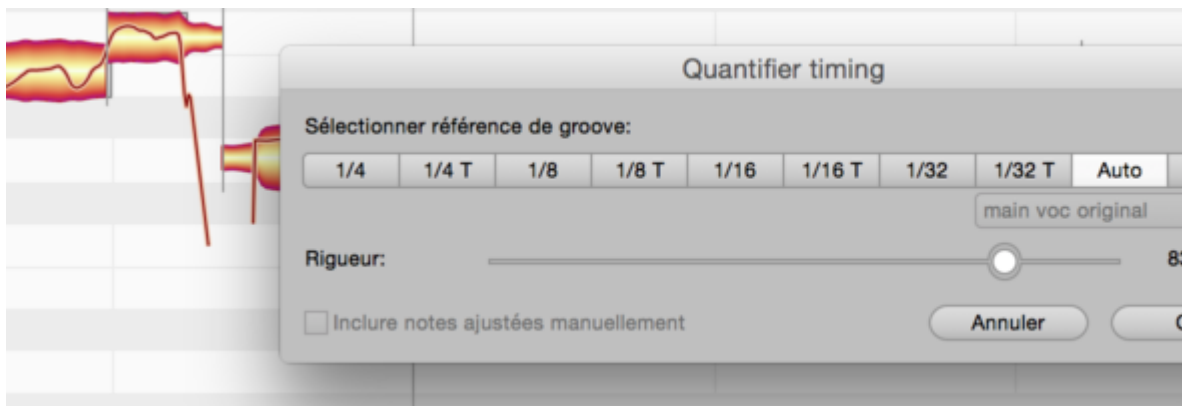 Quantifier timing
Sélectionner référence de groove:
1/4 1/4 T 1/8 1/8 T 1/16 1/16 T 1/32 1/32 T Auto
main voc original
Rigueur:
Inclure notes ajustées manuellement Annuler